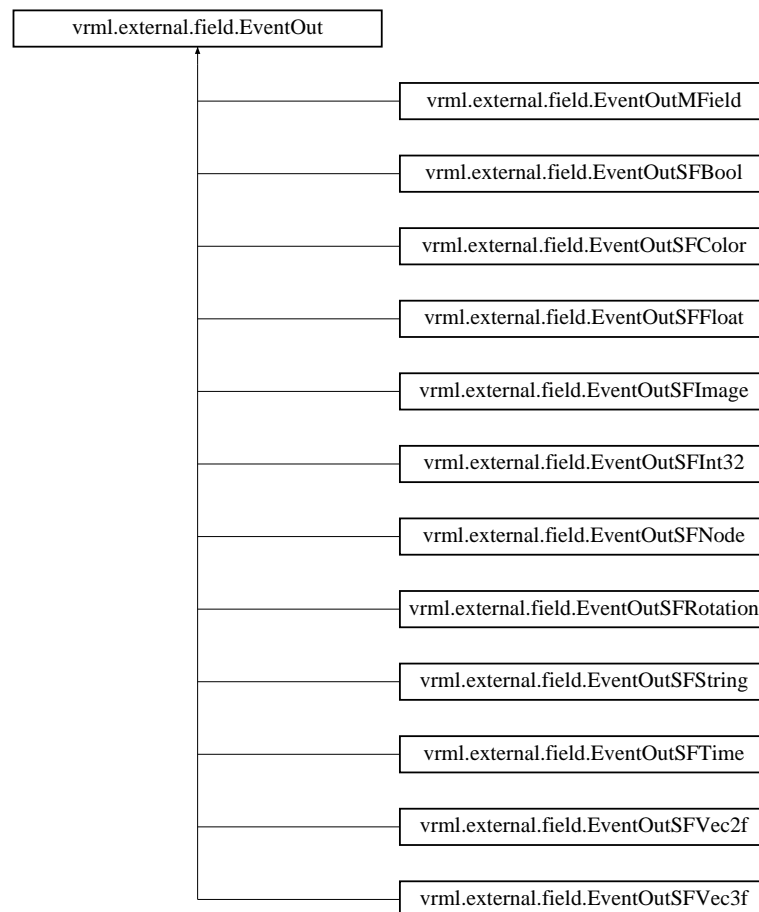 vrml.external.field.EventOut
vrml.external.field.EventOutMField
vrml.external.field.EventOutSFBool
vrml.external.field.EventOutSFColor
vrml.external.field.EventOutSFFloat
vrml.external.field.EventOutSFImage
vrml.external.field.EventOutSFInt32
vrml.external.field.EventOutSFNode
vrml.external.field.EventOutSFRotation
vrml.external.field.EventOutSFString
vrml.external.field.EventOutSFTime
vrml.external.field.EventOutSFVec2f
vrml.external.field.EventOutSFVec3f